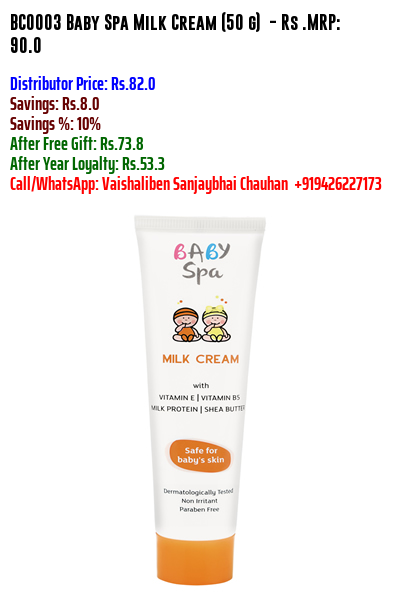 BC0003 Baby Spa Milk Cream (50 g) - Rs .MRP:
90.0
Distributor Price: Rs.82.0
Savings: Rs.8.0
Savings %: 10%
After Free Gift: Rs.73.8
After Year Loyalty: Rs.53.3
Call/WhatsApp: Vaishaliben Sanjaybhai Chauhan +919426227173
BABY
Spa
MILK CREAM
with
VITAMIN E | VITAMIN B5
MILK PROTEIN | SHEA BUTTER
Safe for
baby's skin
Dermatologically Tested
Non Irritant
Paraben Free